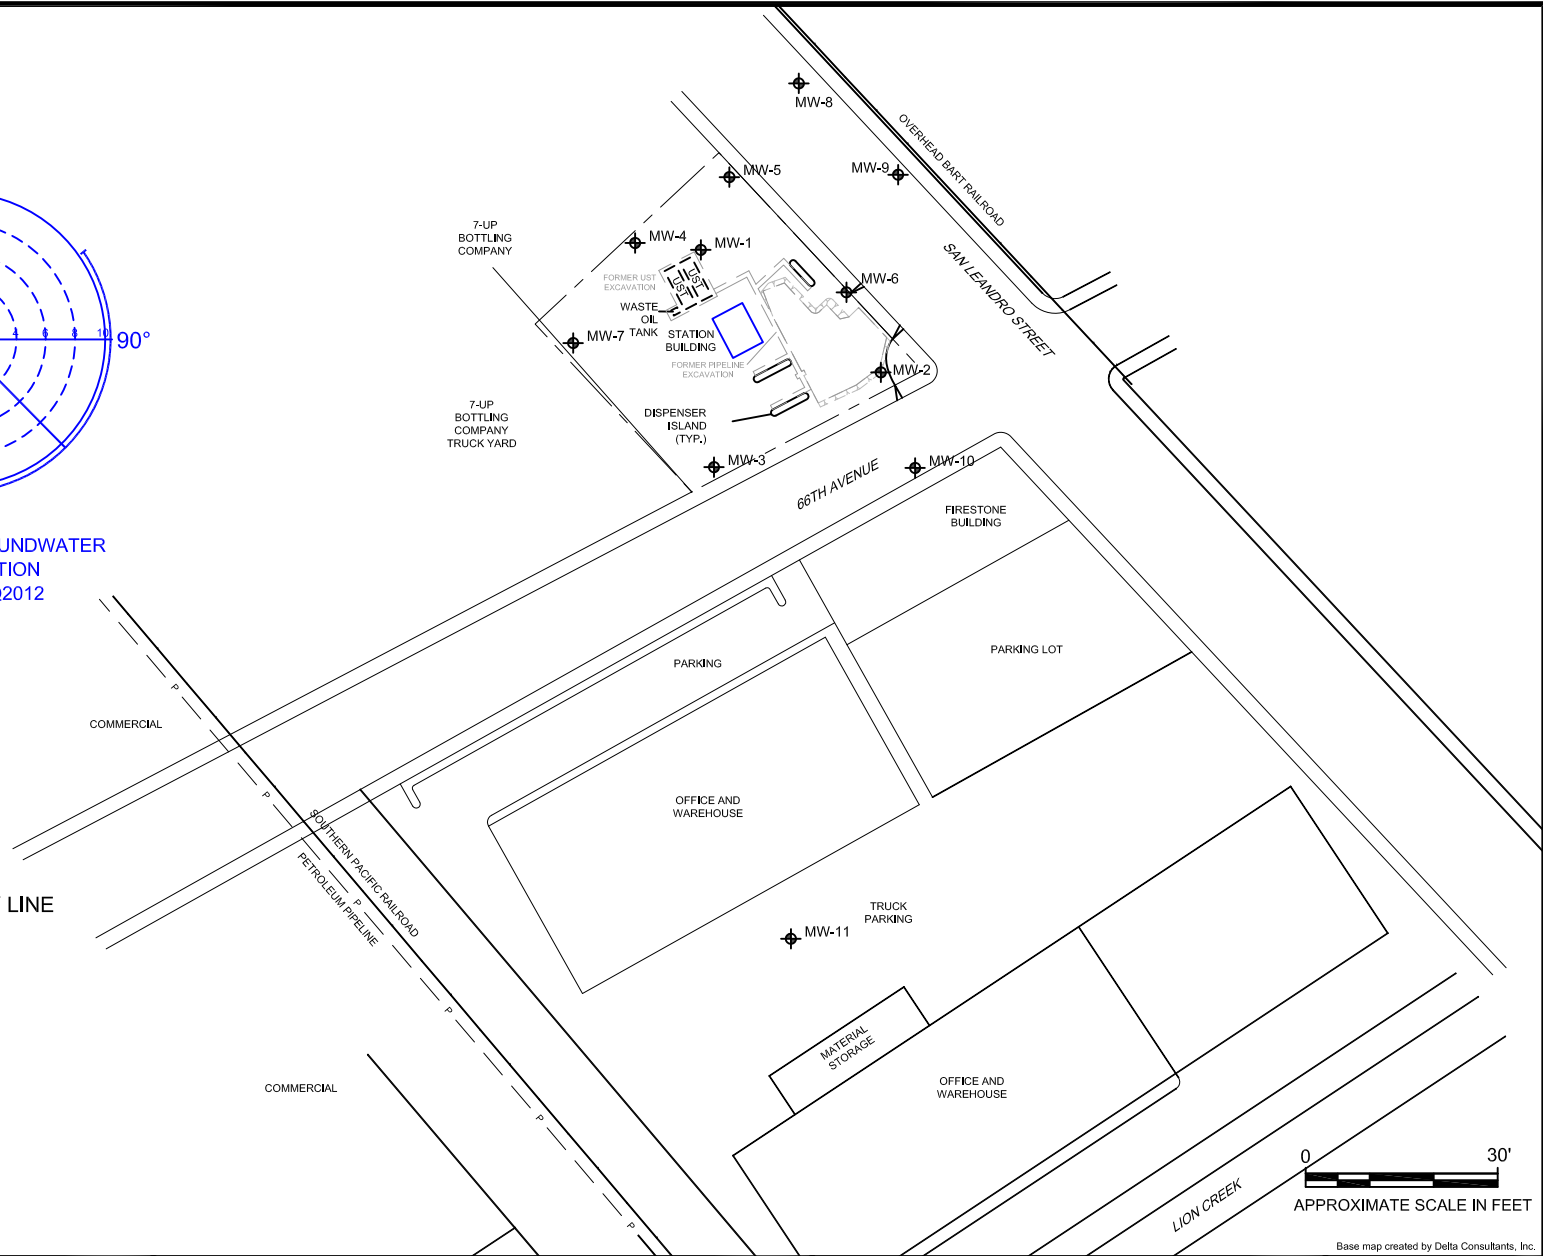 MW-8
OVERHEAD BART RAILROAD
MW-5
MW-9
7-UP
BOTTLING
COMPANY
MW-4
MW-1
SAN LEANDRO STREET
FORMER UST
EXCAVATION
UST
UST
MW-6
WASTE
OIL
TANK
STATION
BUILDING
MW-7
4 6 8 10
90°
FORMER PIPELINE
EXCAVATION
MW-2
7-UP
BOTTLING
COMPANY
TRUCK YARD
DISPENSER
ISLAND
(TYP.)
MW-3
66TH AVENUE
MW-10
FIRESTONE
BUILDING
UNDWATER
TION
2012
PARKING
PARKING LOT
P
COMMERCIAL
P
OFFICE AND
WAREHOUSE
SOUTHERN PACIFIC RAILROAD
PETROLEUM PIPELINE
P
LINE
TRUCK
PARKING
MW-11
P
MATERIAL
STORAGE
COMMERCIAL
OFFICE AND
WAREHOUSE
P
P
LION CREEK
0 30'
APPROXIMATE SCALE IN FEET
Base map created by Delta Consultants, Inc.